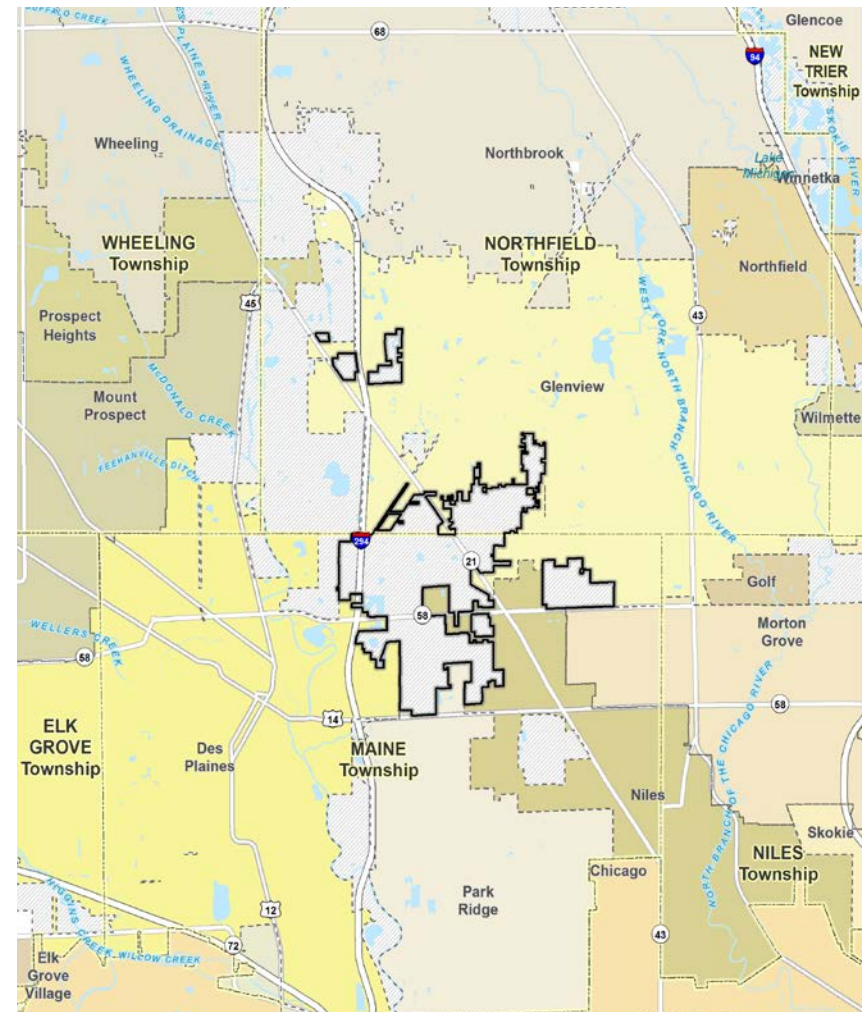 BUFFALO CREEK
DES PLAINES RIVER
WHEELING DRAINAGE
68
Glencoe
94
NEW
TRIER
Township
SKOKIE RIVER
Wheeling
Northbrook
Lake
Michigan
Winnetka
WHEELING
Township
NORTHFIELD
Township
Northfield
45
WEST FORK NORTH BRANCH CHICAGO RIVER
43
Prospect
Heights
Mount
Prospect
McDONALD CREEK
Glenview
Wilmette
FEEHANVILLE DITCH
294
21
Golf
WELLERS CREEK
58
58
Morton
Grove
NORTH BRANCH OF THE CHICAGO RIVER
58
14
ELK
GROVE
Township
Des
Plaines
MAINE
Township
Niles
Skokie
NILES
Township
Chicago
Park
Ridge
HIGGINS CREEK
WILLOW CREEK
12
72
43
Elk
Grove
Village